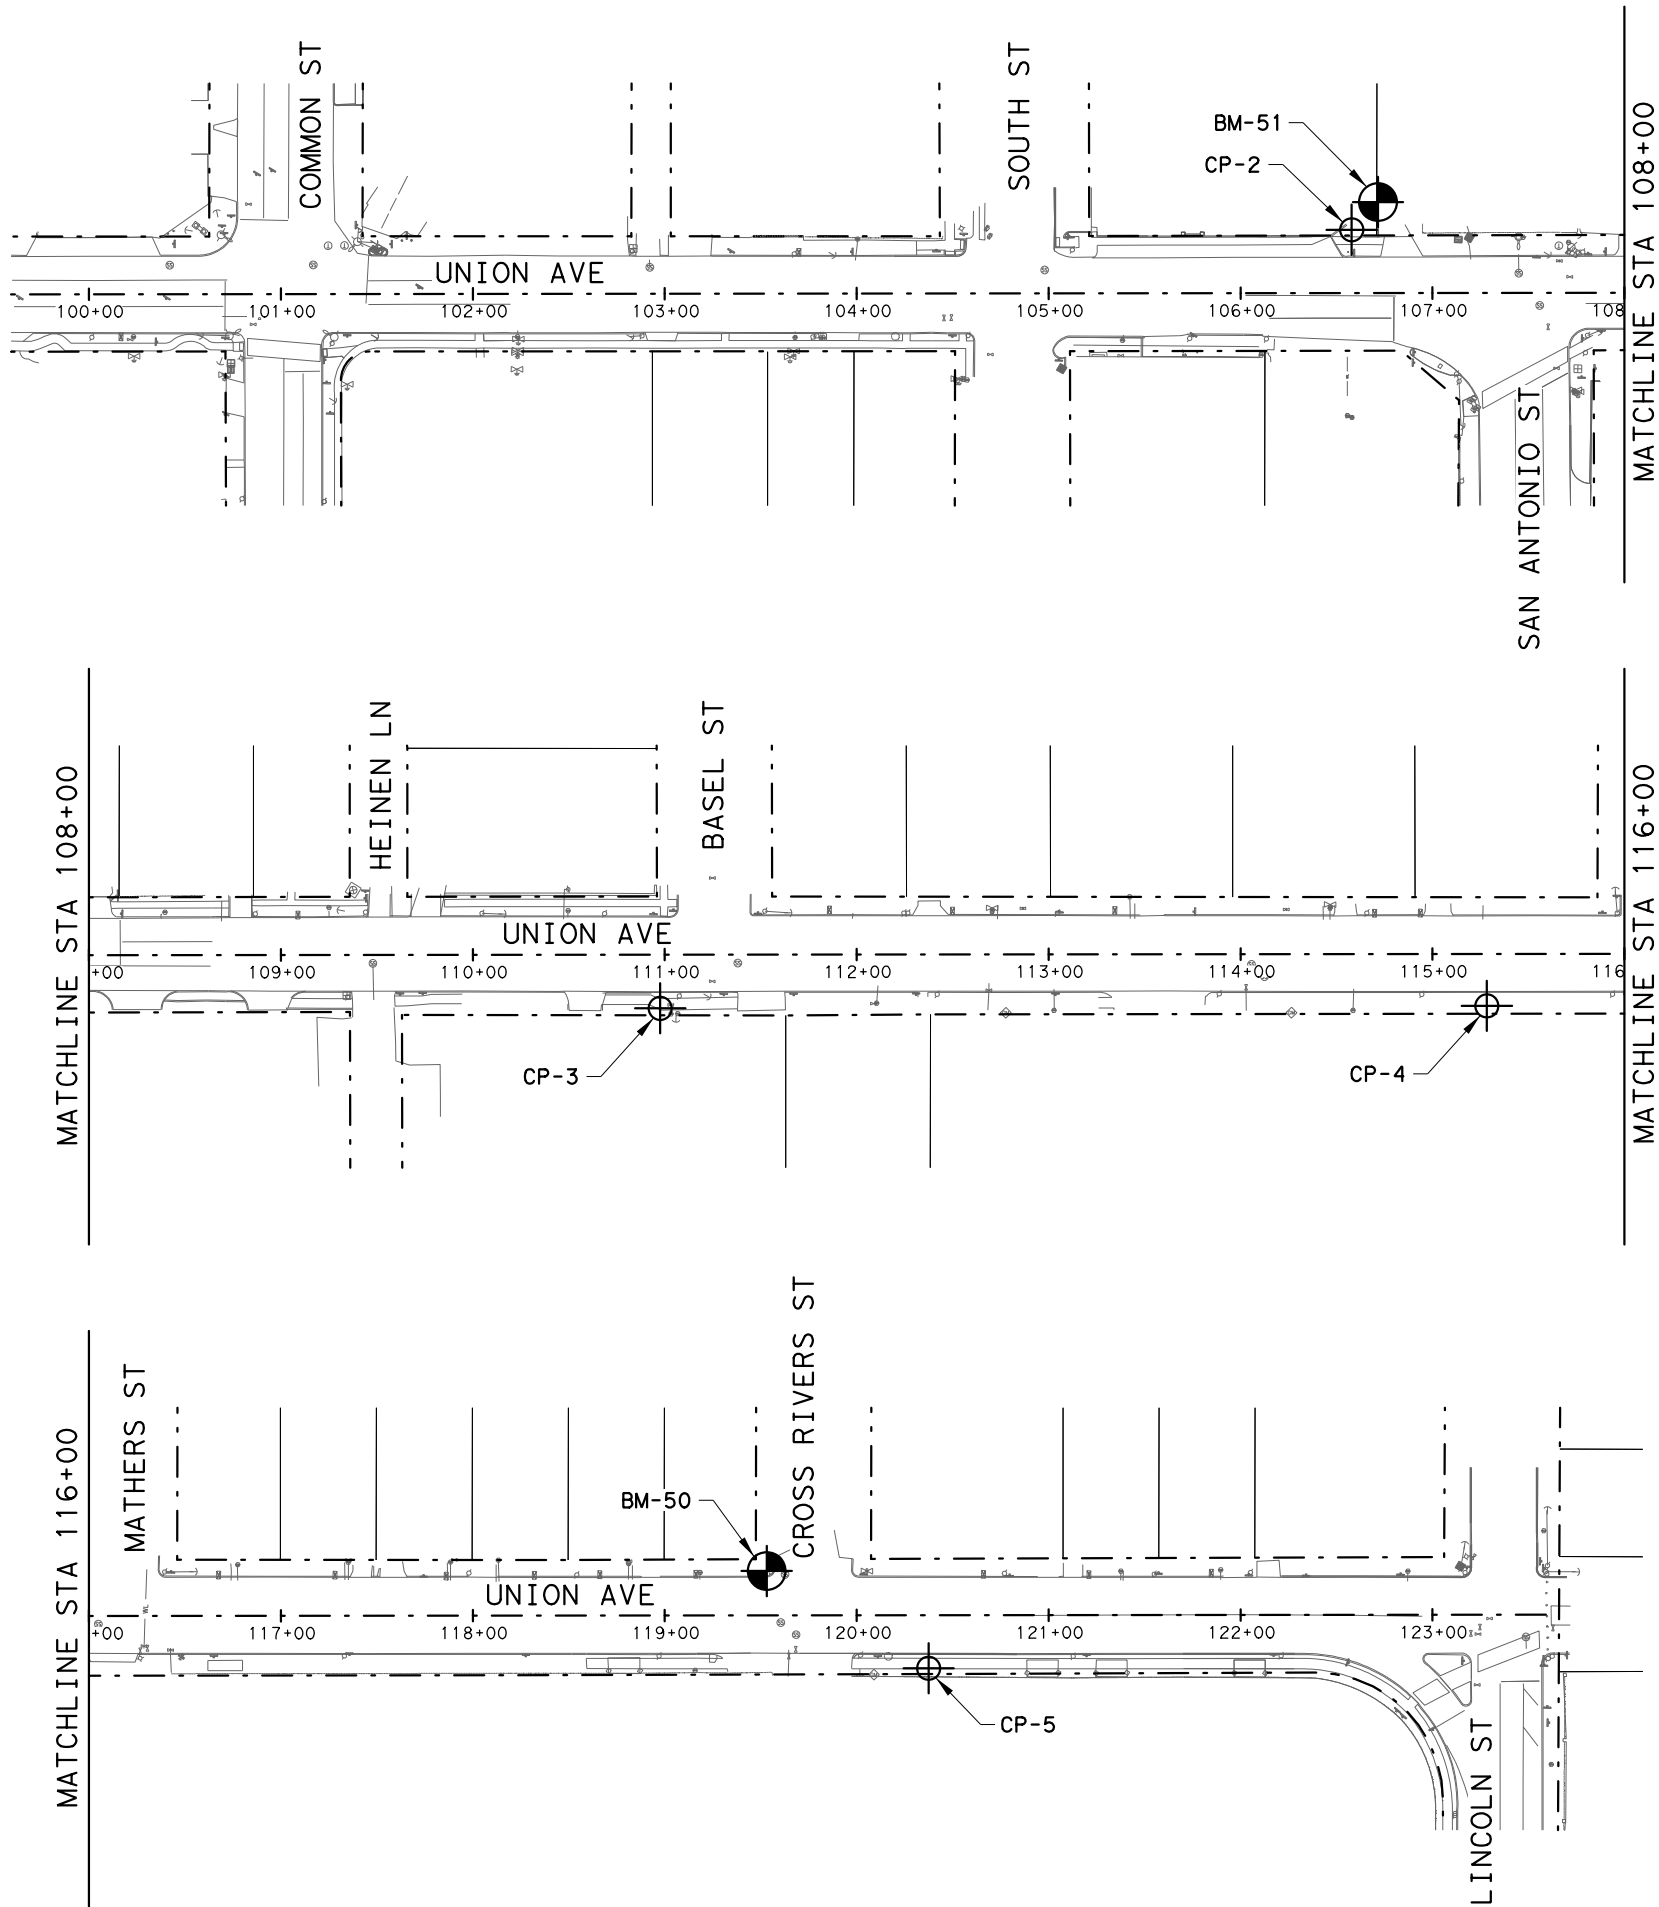 COMMON ST
SOUTH ST
BM-51
CP-2
MATCHLINE STA 108+00
UNION AVE
100+00
101+00
102+00
103+00
104+00
105+00
106+00
107+00
108
SAN ANTONIO ST
MATCHLINE STA 108+00
HEINEN LN
BASEL ST
MATCHLINE STA 116+00
UNION AVE
+00
109+00
110+00
111+00
112+00
113+00
114+00
115+00
116
CP-3
CP-4
MATCHLINE STA 116+00
MATHERS ST
CROSS RIVERS ST
BM-50
UNION AVE
+00
117+00
118+00
119+00
120+00
121+00
122+00
123+00
CP-5
LINCOLN ST